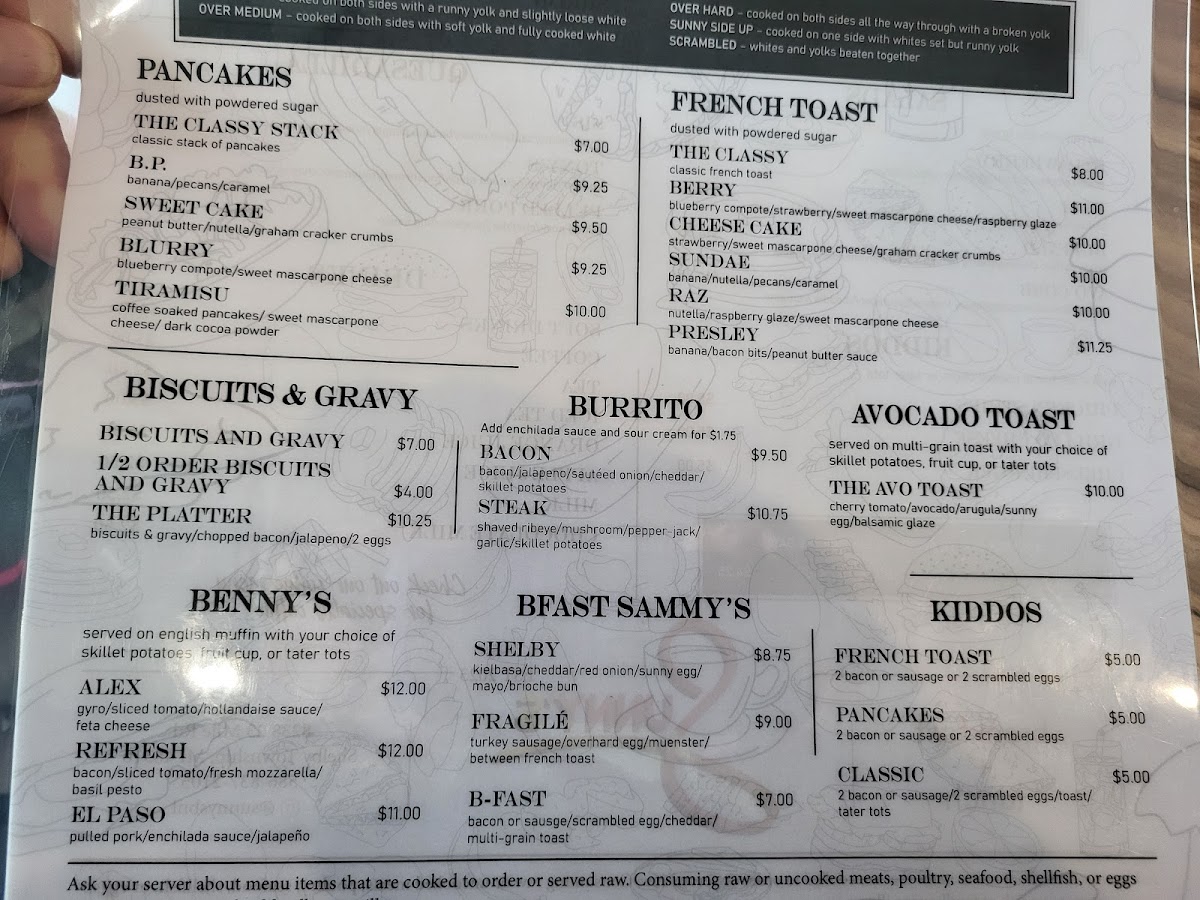 cooked on both sides with a runny yolk and slightly loose white
OVER MEDIUM – cooked on both sides with soft yolk and fully cooked white
OVER HARD – cooked on both sides all the way through with a broken yolk
SUNNY SIDE UP – cooked on one side with whites set but runny yolk
SCRAMBLED – whites and yolks beaten together
PANCAKES
dusted with powdered sugar
THE CLASSY STACK
classic stack of pancakes $7.00
B.P.
banana/pecans/caramel $9.25
SWEET CAKE
peanut butter/nutella/graham cracker crumbs $9.50
BLURRY
blueberry compote/sweet mascarpone cheese $9.25
TIRAMISU
coffee soaked pancakes/ sweet mascarpone $10.00
cheese/ dark cocoa powder
FRENCH TOAST
dusted with powdered sugar
THE CLASSY
classic french toast $8.00
BERRY
blueberry compote/strawberry/sweet mascarpone cheese/raspberry glaze $11.00
CHEESE CAKE
strawberry/sweet mascarpone cheese/graham cracker crumbs $10.00
SUNDAE
banana/nutella/pecans/caramel $10.00
RAZ
nutella/raspberry glaze/sweet mascarpone cheese $10.00
PRESLEY
banana/bacon bits/peanut butter sauce $11.25
BISCUITS & GRAVY
BISCUITS AND GRAVY $7.00
1/2 ORDER BISCUITS
AND GRAVY $4.00
THE PLATTER $10.25
biscuits & gravy/chopped bacon/jalapeno/2 eggs
BURRITO
Add enchilada sauce and sour cream for $1.75
BACON $9.50
bacon/jalapeno/sautéed onion/cheddar/
skillet potatoes
STEAK $10.75
shaved ribeye/mushroom/pepper-jack/
garlic/skillet potatoes
AVOCADO TOAST
served on multi-grain toast with your choice of
skillet potatoes, fruit cup, or tater tots
THE AVO TOAST $10.00
cherry tomato/avocado/arugula/sunny
egg/balsamic glaze
BENNY'S
served on english muffin with your choice of
skillet potatoes, fruit cup, or tater tots
ALEX $12.00
gyro/sliced tomato/hollandaise sauce/
feta cheese
REFRESH $12.00
bacon/sliced tomato/fresh mozzarella/
basil pesto
EL PASO $11.00
pulled pork/enchilada sauce/jalapeño
BFAST SAMMY'S
SHELBY $8.75
kielbasa/cheddar/red onion/sunny egg/
mayo/brioche bun
FRAGILÉ $9.00
turkey sausage/overhard egg/muenster/
between french toast
B-FAST $7.00
bacon or sausge/scrambled egg/cheddar/
multi-grain toast
KIDDOS
FRENCH TOAST $5.00
2 bacon or sausage or 2 scrambled eggs
PANCAKES $5.00
2 bacon or sausage or 2 scrambled eggs
CLASSIC $5.00
2 bacon or sausage/2 scrambled eggs/toast/
tater tots
Ask your server about menu items that are cooked to order or served raw. Consuming raw or uncooked meats, poultry, seafood, shellfish, or eggs